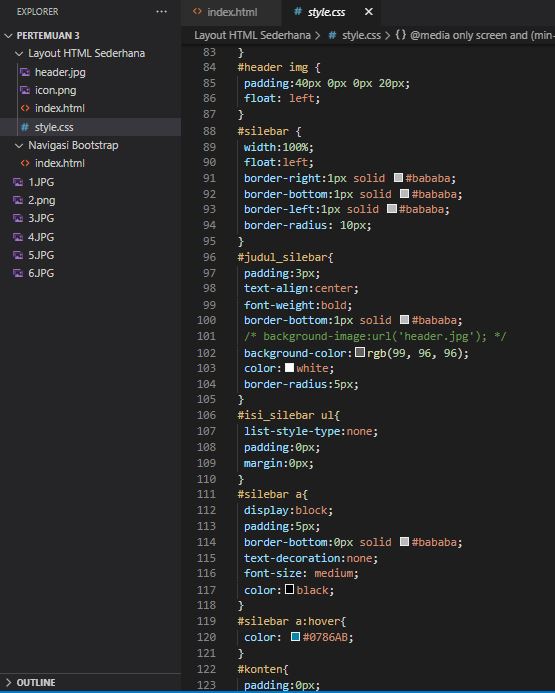 EXPLORER
···
index.html
style.css
PERTEMUAN 3
Layout HTML Sederhana
header.jpg
icon.png
index.html
style.css
Navigasi Bootstrap
index.html
1.JPG
2.png
3.JPG
4.JPG
5.JPG
6.JPG
OUTLINE
Layout HTML Sederhana > # style.css > {} @media only screen and (min-
83 }
84 #header img {
85 padding:40px 0px 0px 20px;
86 float: left;
87 }
88 #silebar {
89 width:100%;
90 float:left;
91 border-right:1px solid #bababa;
92 border-bottom:1px solid #bababa;
93 border-left:1px solid #bababa;
94 border-radius: 10px;
95 }
96 #judul_silebar{
97 padding:3px;
98 text-align:center;
99 font-weight:bold;
100 border-bottom:1px solid #bababa;
101 /* background-image:url('header.jpg'); */
102 background-color:rgb(99, 96, 96);
103 color:white;
104 border-radius:5px;
105 }
106 #isi_silebar ul{
107 list-style-type:none;
108 padding:0px;
109 margin:0px;
110 }
111 #silebar a{
112 display:block;
113 padding:5px;
114 border-bottom:0px solid #bababa;
115 text-decoration:none;
116 font-size: medium;
117 color:black;
118 }
119 #silebar a:hover{
120 color: #0786AB;
121 }
122 #konten{
123 padding:0px;